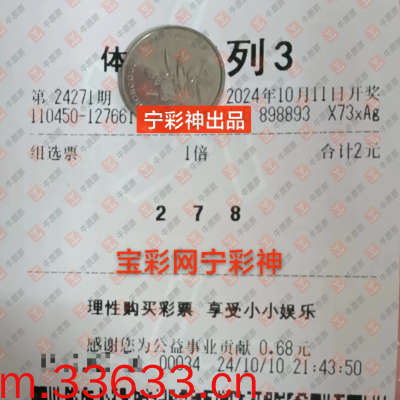 体 列3
第 24271期 2024年10月11日开奖
110450-127661 898893 X73xAg
宁彩神出品
组选票 1倍 合计2元
2 7 8
宝彩网宁彩神
理性购买彩票 享受小小娱乐
感谢您为公益事业贡献 0.68元
00034 24/10/10 21:43:50
m.33633.cn